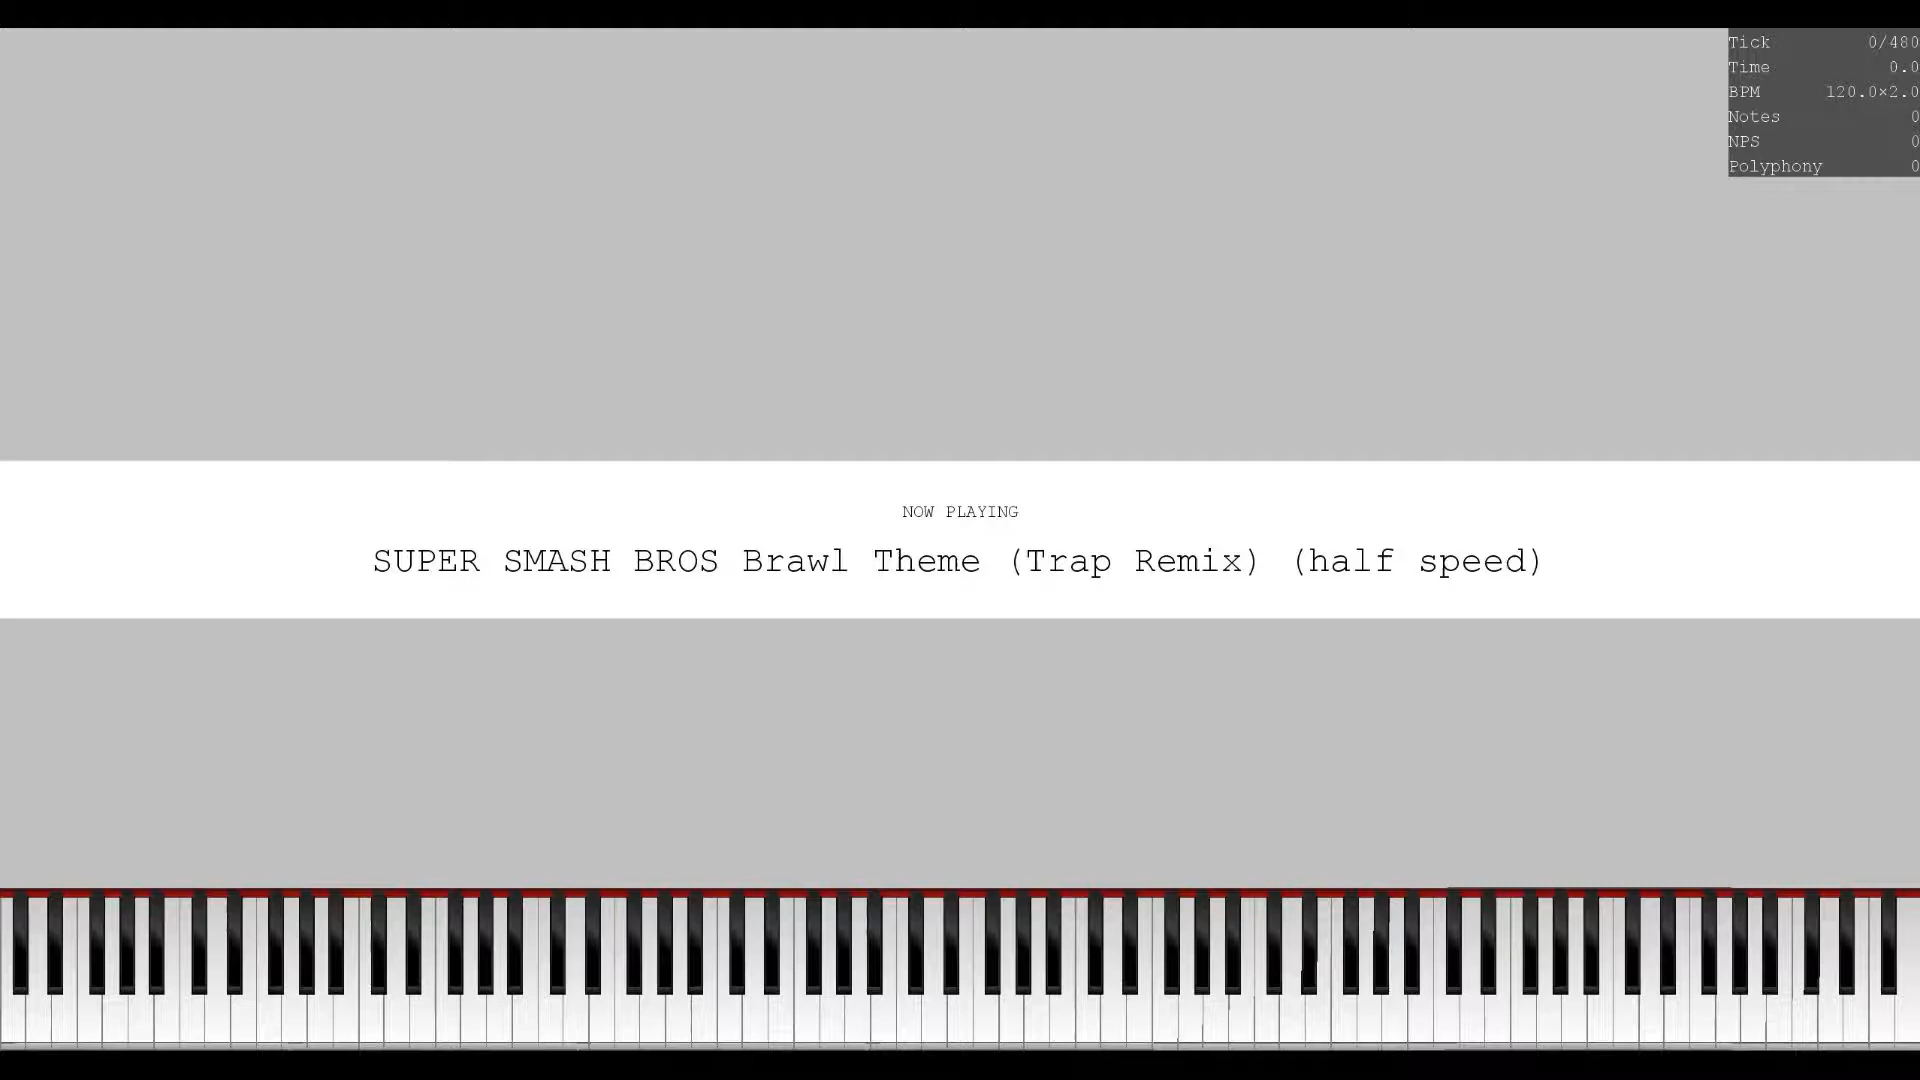 Tick 0/480
Time 0.0
BPM 120.0×2.0
Notes 0
NPS 0
Polyphony 0
NOW PLAYING
SUPER SMASH BROS Brawl Theme (Trap Remix) (half speed)